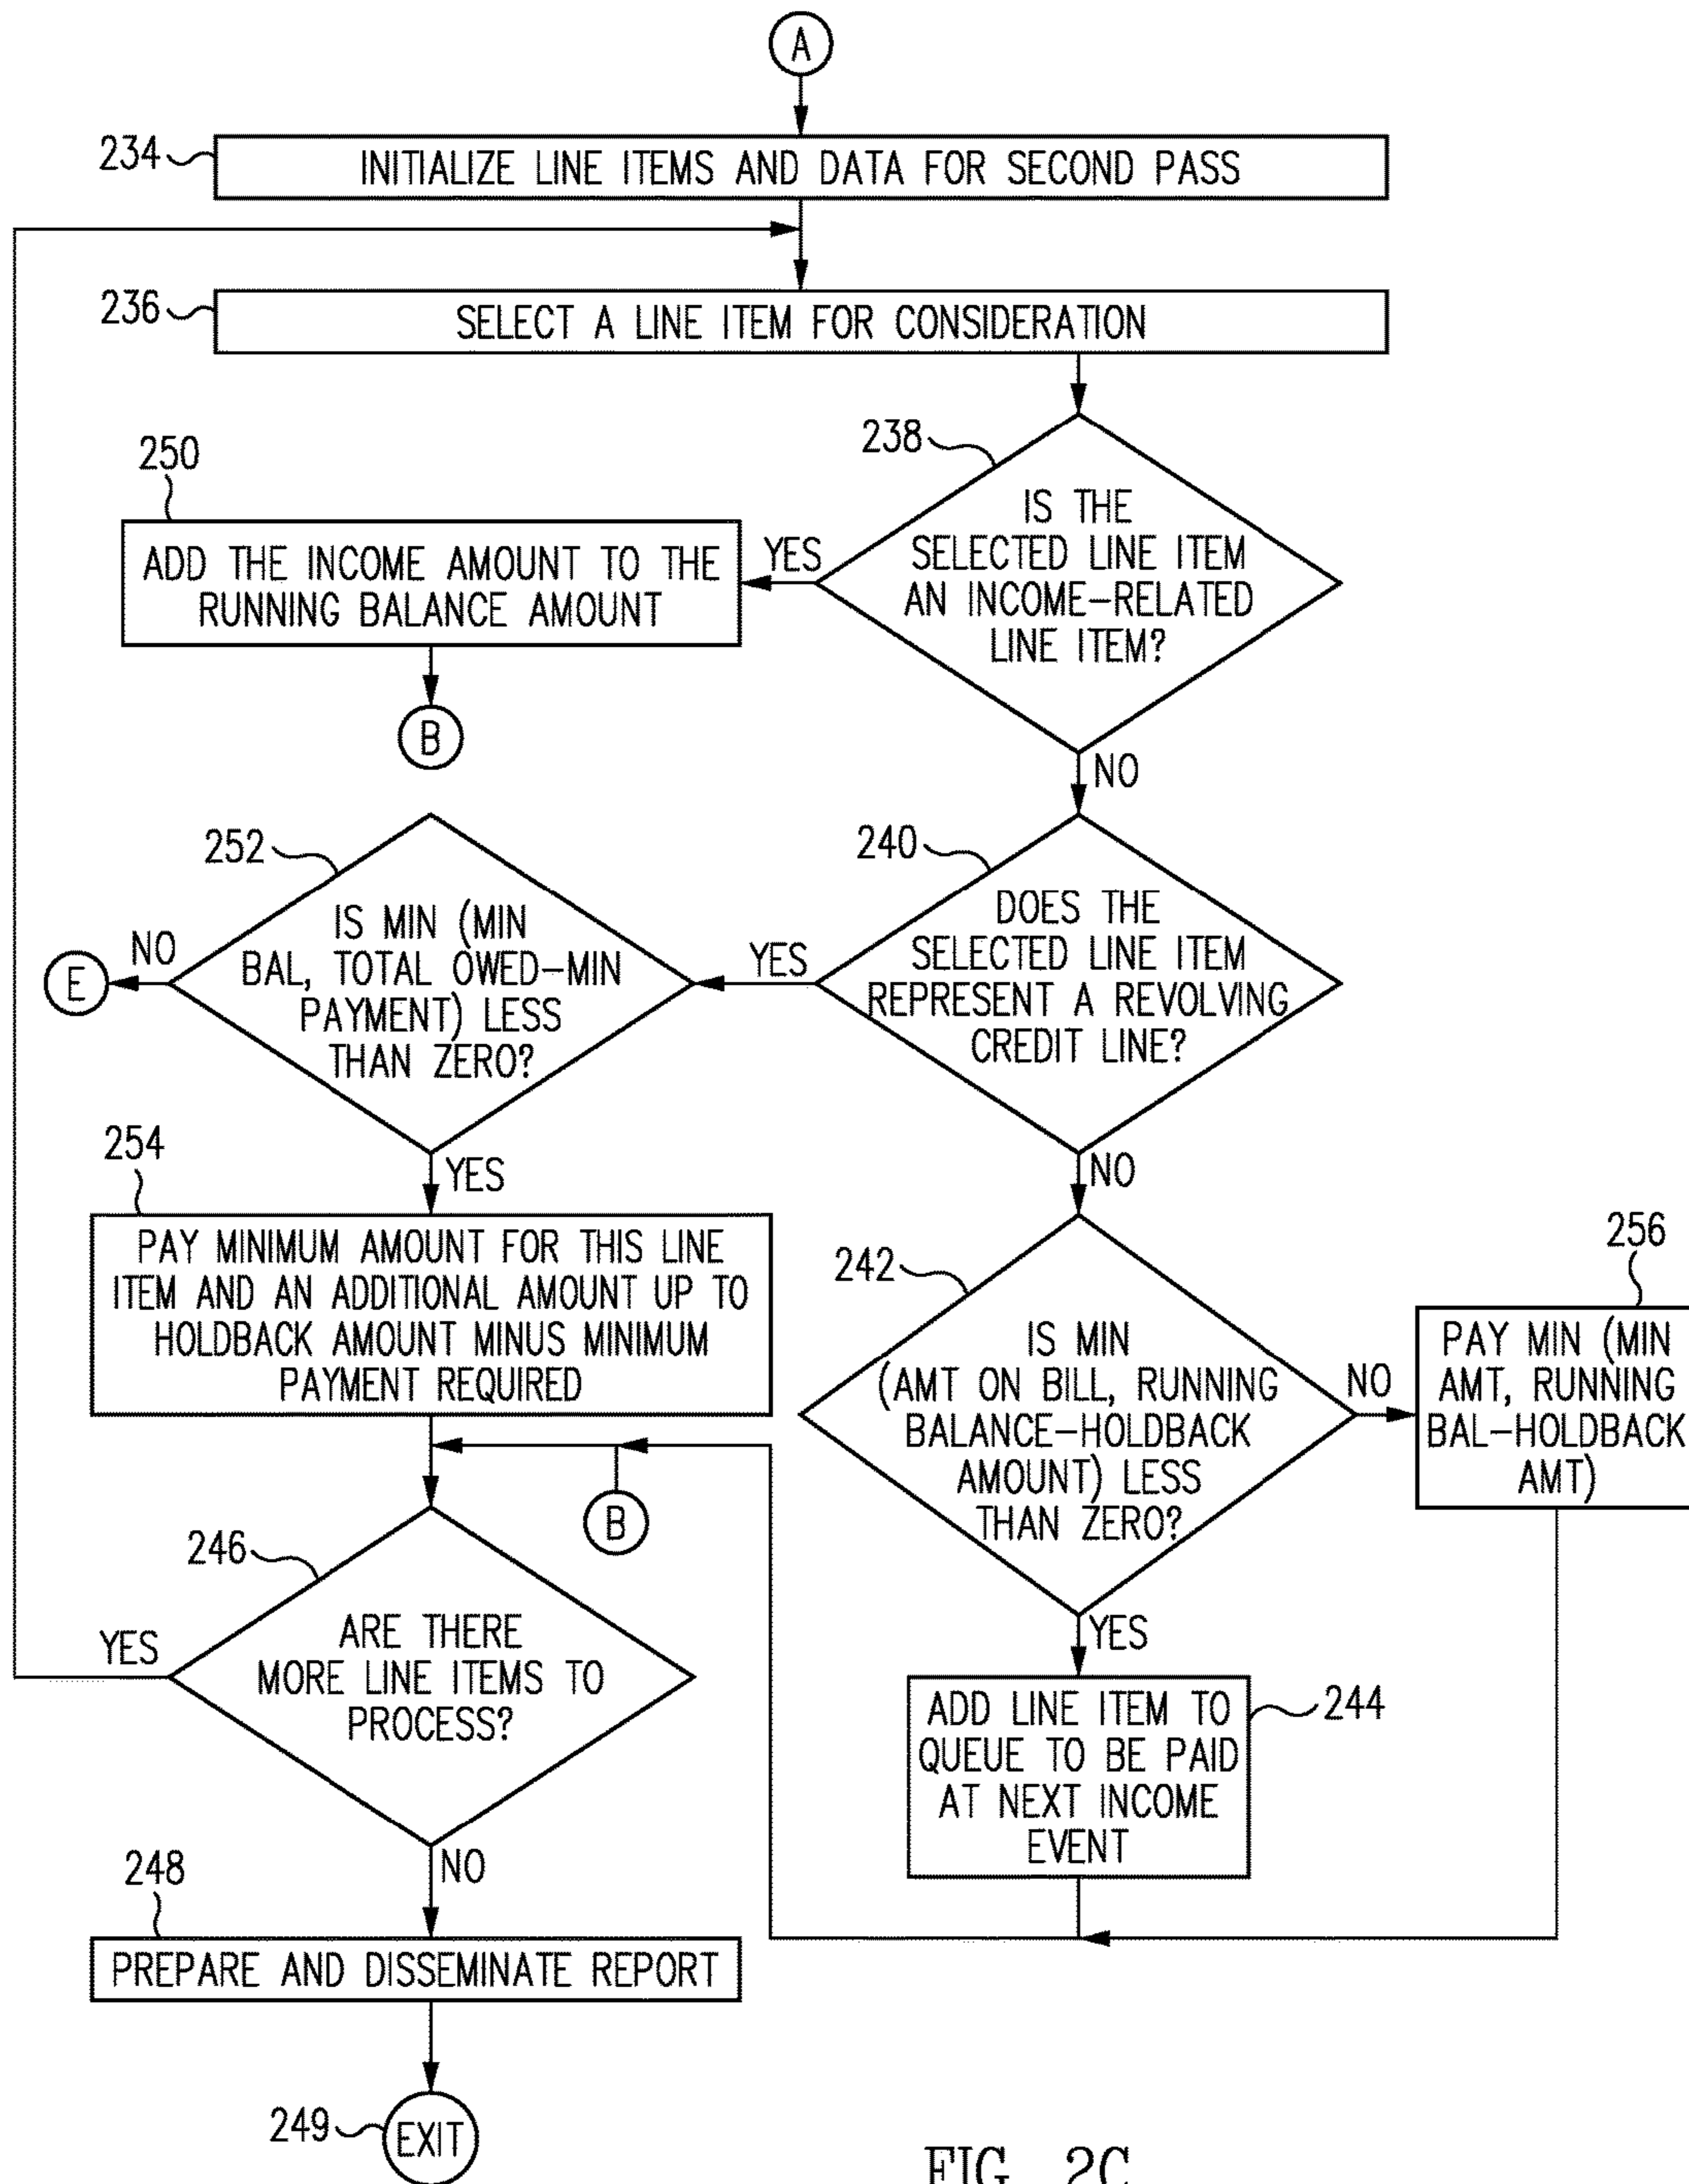 A
234
INITIALIZE LINE ITEMS AND DATA FOR SECOND PASS
236
SELECT A LINE ITEM FOR CONSIDERATION
238
IS THE
SELECTED LINE ITEM
AN INCOME-RELATED
LINE ITEM?
YES
NO
250
ADD THE INCOME AMOUNT TO THE
RUNNING BALANCE AMOUNT
B
240
DOES THE
SELECTED LINE ITEM
REPRESENT A REVOLVING
CREDIT LINE?
YES
NO
252
IS MIN (MIN
BAL, TOTAL OWED-MIN
PAYMENT) LESS
THAN ZERO?
NO
E
YES
254
PAY MINIMUM AMOUNT FOR THIS LINE
ITEM AND AN ADDITIONAL AMOUNT UP TO
HOLDBACK AMOUNT MINUS MINIMUM
PAYMENT REQUIRED
242
IS MIN
(AMT ON BILL, RUNNING
BALANCE-HOLDBACK
AMOUNT) LESS
THAN ZERO?
NO
256
PAY MIN (MIN
AMT, RUNNING
BAL-HOLDBACK
AMT)
YES
244
ADD LINE ITEM TO
QUEUE TO BE PAID
AT NEXT INCOME
EVENT
B
246
ARE THERE
MORE LINE ITEMS TO
PROCESS?
YES
NO
248
PREPARE AND DISSEMINATE REPORT
249
EXIT
FIG. 2C